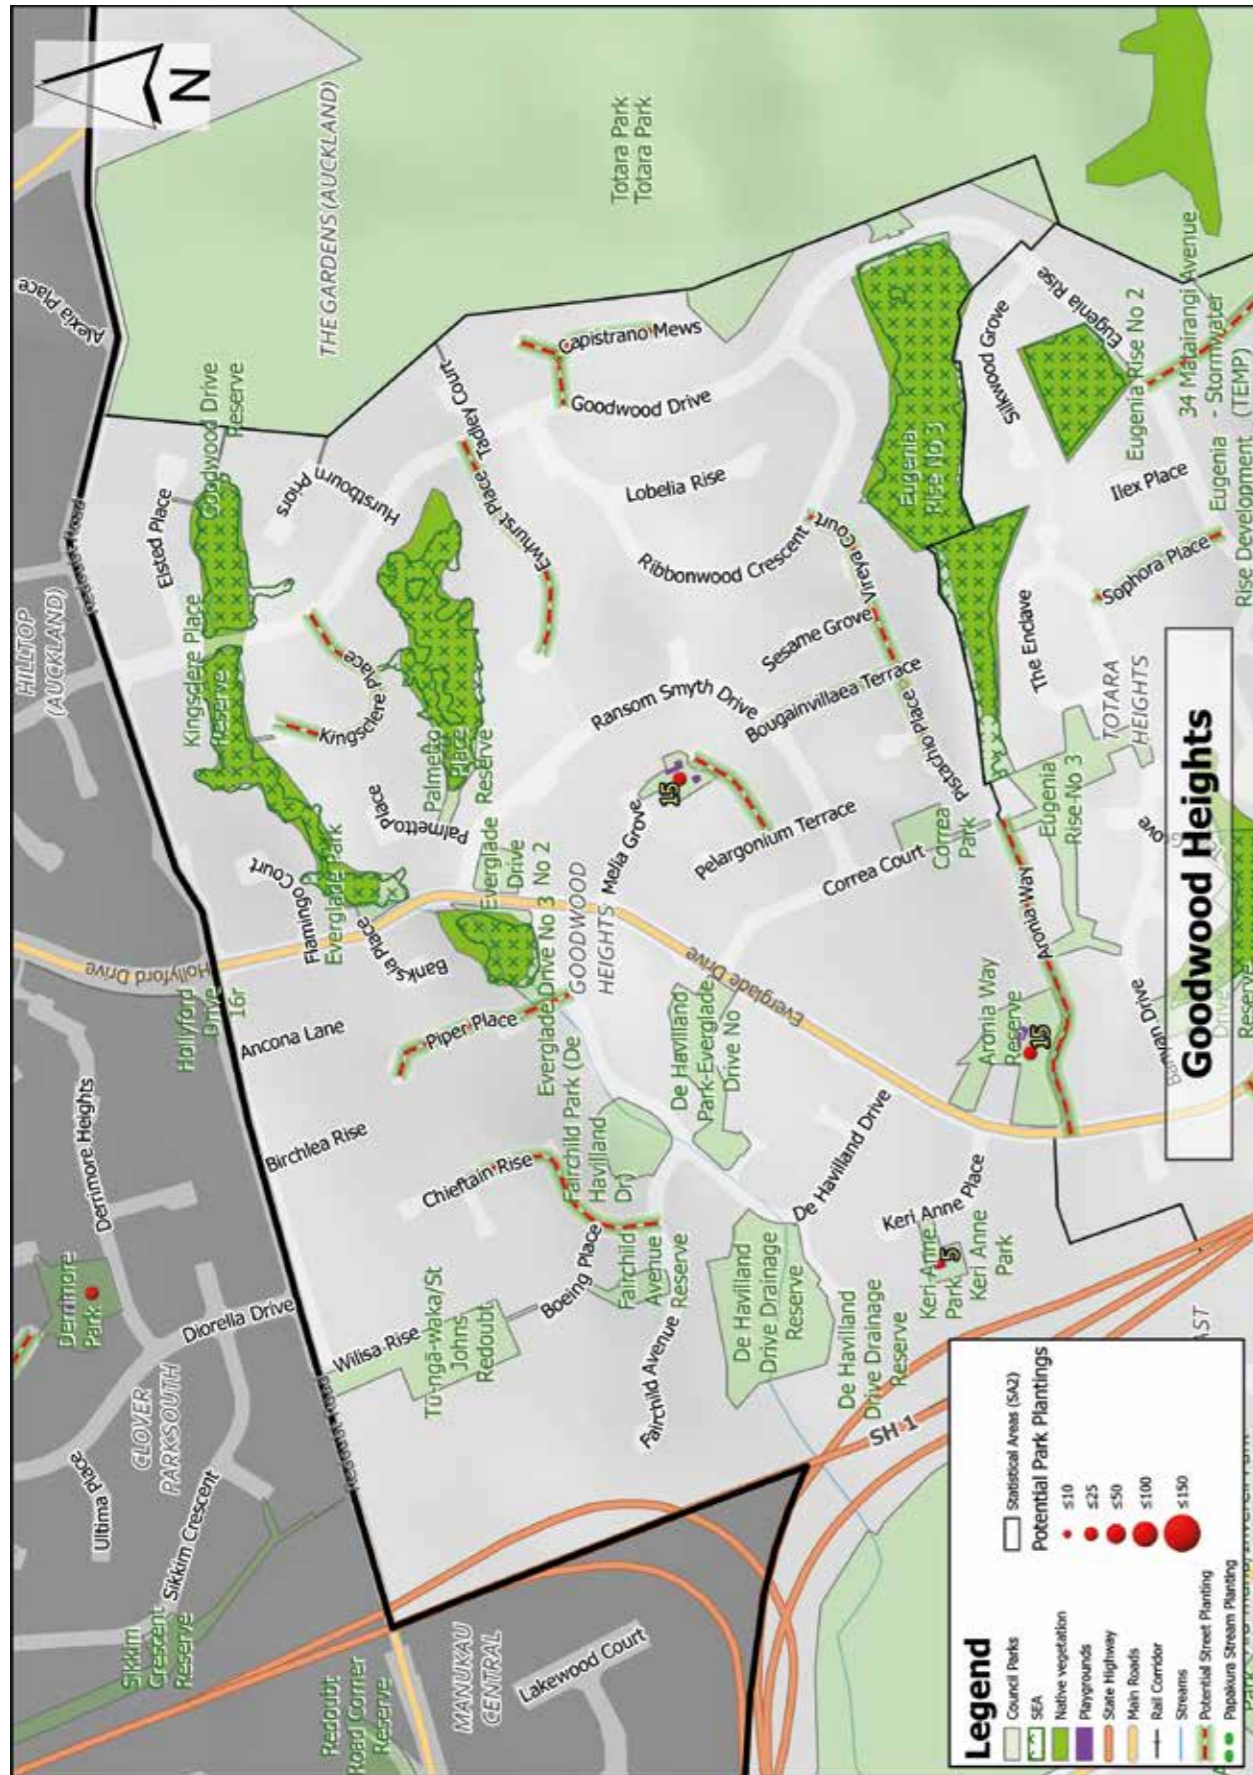 N
HILLTOP
(AUCKLAND)
Alexia Place
THE GARDENS (AUCKLAND)
Totara Park
Totara Park
Goodwood Drive
Reserve
Elsted Place
Kingsclere Place
Reserve
Priors
Hurstbourn
Kingsclere Place
Tadley Court
Ewhurst Place
Capistrano Mews
Goodwood Drive
Lobelia Rise
Ribbonwood Crescent
Vireya Court
Sesame Grove
Bougainvillaea Terrace
Pistachio Place
Ransom Smyth Drive
Palmetto
Place
Reserve
Palmetto Place
Flamingo Court
Everglade Park
Banksia Place
Everglade
Drive
No 2
Everglade Drive No 3
GOODWOOD
HEIGHTS
Melia Grove
15
Pelargonium Terrace
Correa Court
Correa
Park
Eugenia
Rise No 3
Silkwood Grove
Eugenia Rise
Eugenia Rise No 2
34 Matairangi Avenue
- Stormwater
(TEMP)
Eugenia
Rise Development
Ilex Place
Sophora Place
The Enclave
TOTARA
HEIGHTS
Eugenia
Rise No 3
Aronia Way
Aronia Way
Reserve
15
Banyan Drive
Reserve
Everglade Drive
Hollyford Drive
Hollyford
Drive
16r
Ancona Lane
Piper Place
Birchlea Rise
Chieftain Rise
Fairchild Park (De
Havilland
Dr)
De Havilland
Park-Everglade
Drive No
De Havilland Drive
Keri Anne Place
Keri Anne
Park
5
Keri Anne
Park
Boeing Place
Fairchild
Avenue
Reserve
Fairchild Avenue
De Havilland
Drive Drainage
Reserve
De Havilland
Drive Drainage
Reserve
Wilisa Rise
Tū-ngā-waka/St
Johns
Redoubt
Derrimore Heights
Derrimore
Park
Diorella Drive
CLOVER
PARK SOUTH
Ultima Place
Sikkim Crescent
Sikkim
Crescent
Reserve
Redoubt
Road Corner
Reserve
MANUKAU
CENTRAL
Lakewood Court
SH 1
Goodwood Heights
Legend
Council Parks
SEA
Native vegetation
Playgrounds
State Highway
Main Roads
Rail Corridor
Streams
Potential Street Planting
Papakura Stream Planting
Statistical Areas (SA2)
Potential Park Plantings
≤10
≤25
≤50
≤100
≤150